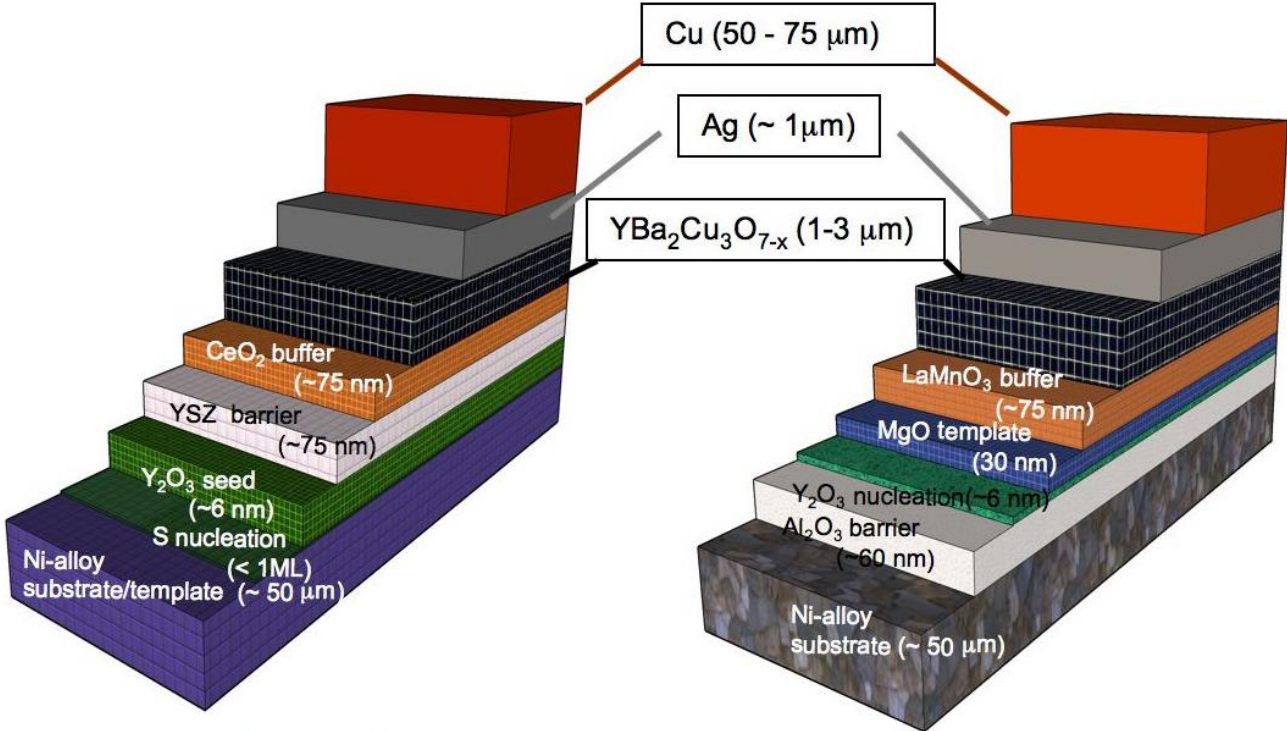 Cu (50 - 75 μm)
Ag (~ 1μm)
YBa₂Cu₃O₇₋ₓ (1-3 μm)
CeO₂ buffer
(~75 nm)
YSZ barrier
(~75 nm)
Y₂O₃ seed
(~6 nm)
S nucleation
(< 1ML)
Ni-alloy
substrate/template (~ 50 μm)
LaMnO₃ buffer
(~75 nm)
MgO template
(30 nm)
Y₂O₃ nucleation(~6 nm)
Al₂O₃ barrier
(~60 nm)
Ni-alloy
substrate (~ 50 μm)